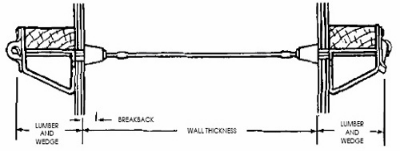 BREAKBACK
LUMBER
AND
WEDGE
WALL THICKNESS
LUMBER
AND
WEDGE